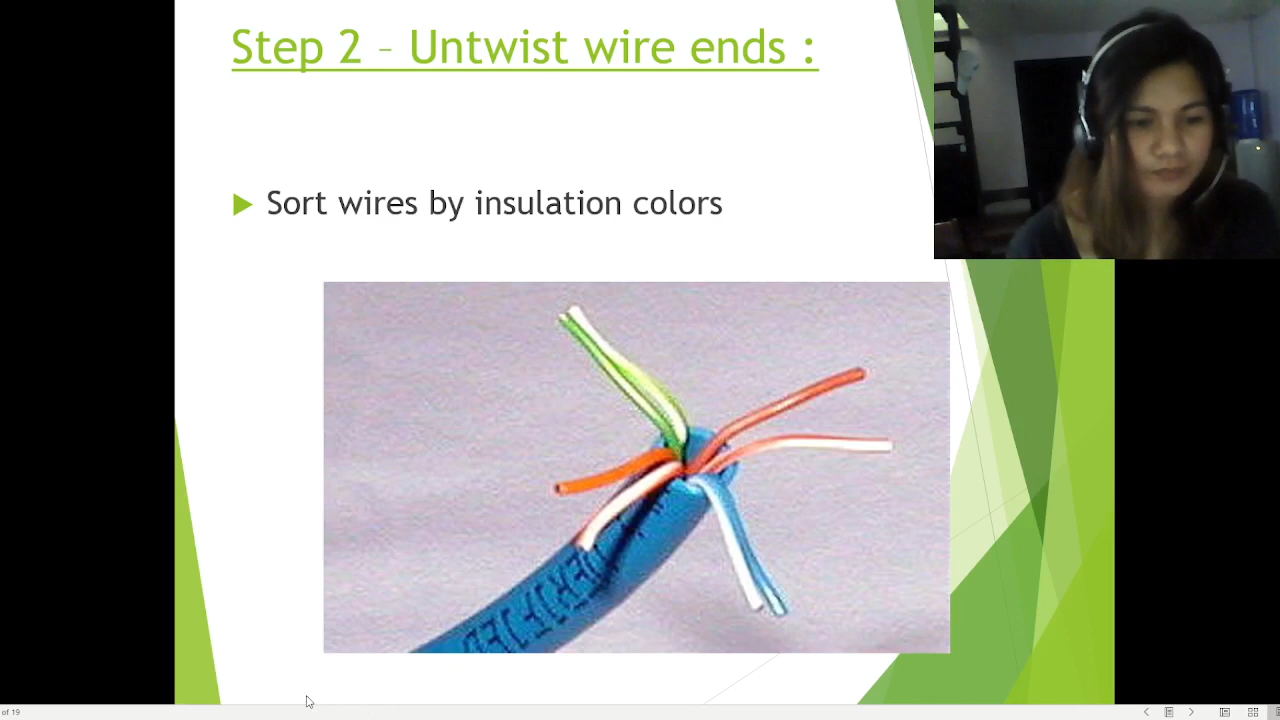 Step 2 – Untwist wire ends :
Sort wires by insulation colors
of 19